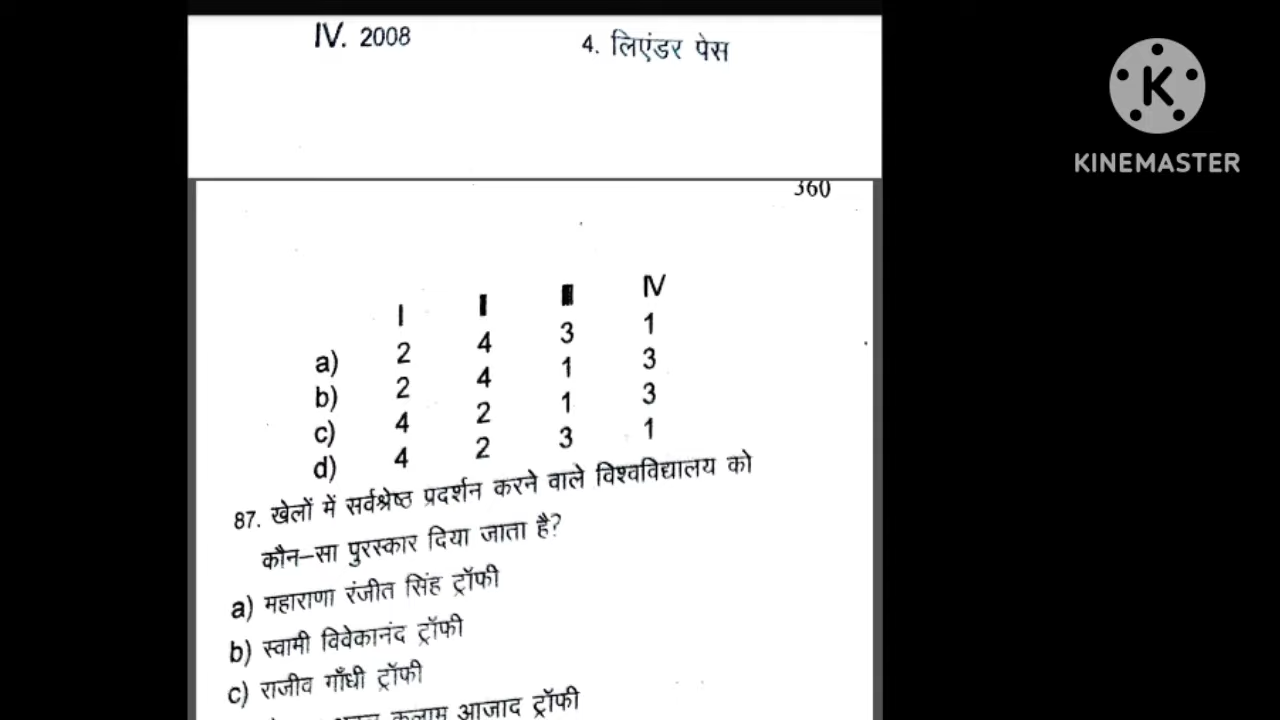 IV. 2008
4. लिएंडर पेस
K
KINEMASTER
360
I II III IV
a) 2 4 3 1
b) 2 4 1 3
c) 4 2 1 3
d) 4 2 3 1
87. खेलों में सर्वश्रेष्ठ प्रदर्शन करने वाले विश्वविद्यालय को
कौन-सा पुरस्कार दिया जाता है?
a) महाराणा रंजीत सिंह ट्रॉफी
b) स्वामी विवेकानंद ट्रॉफी
c) राजीव गाँधी ट्रॉफी
कलाम आजाद ट्रॉफी